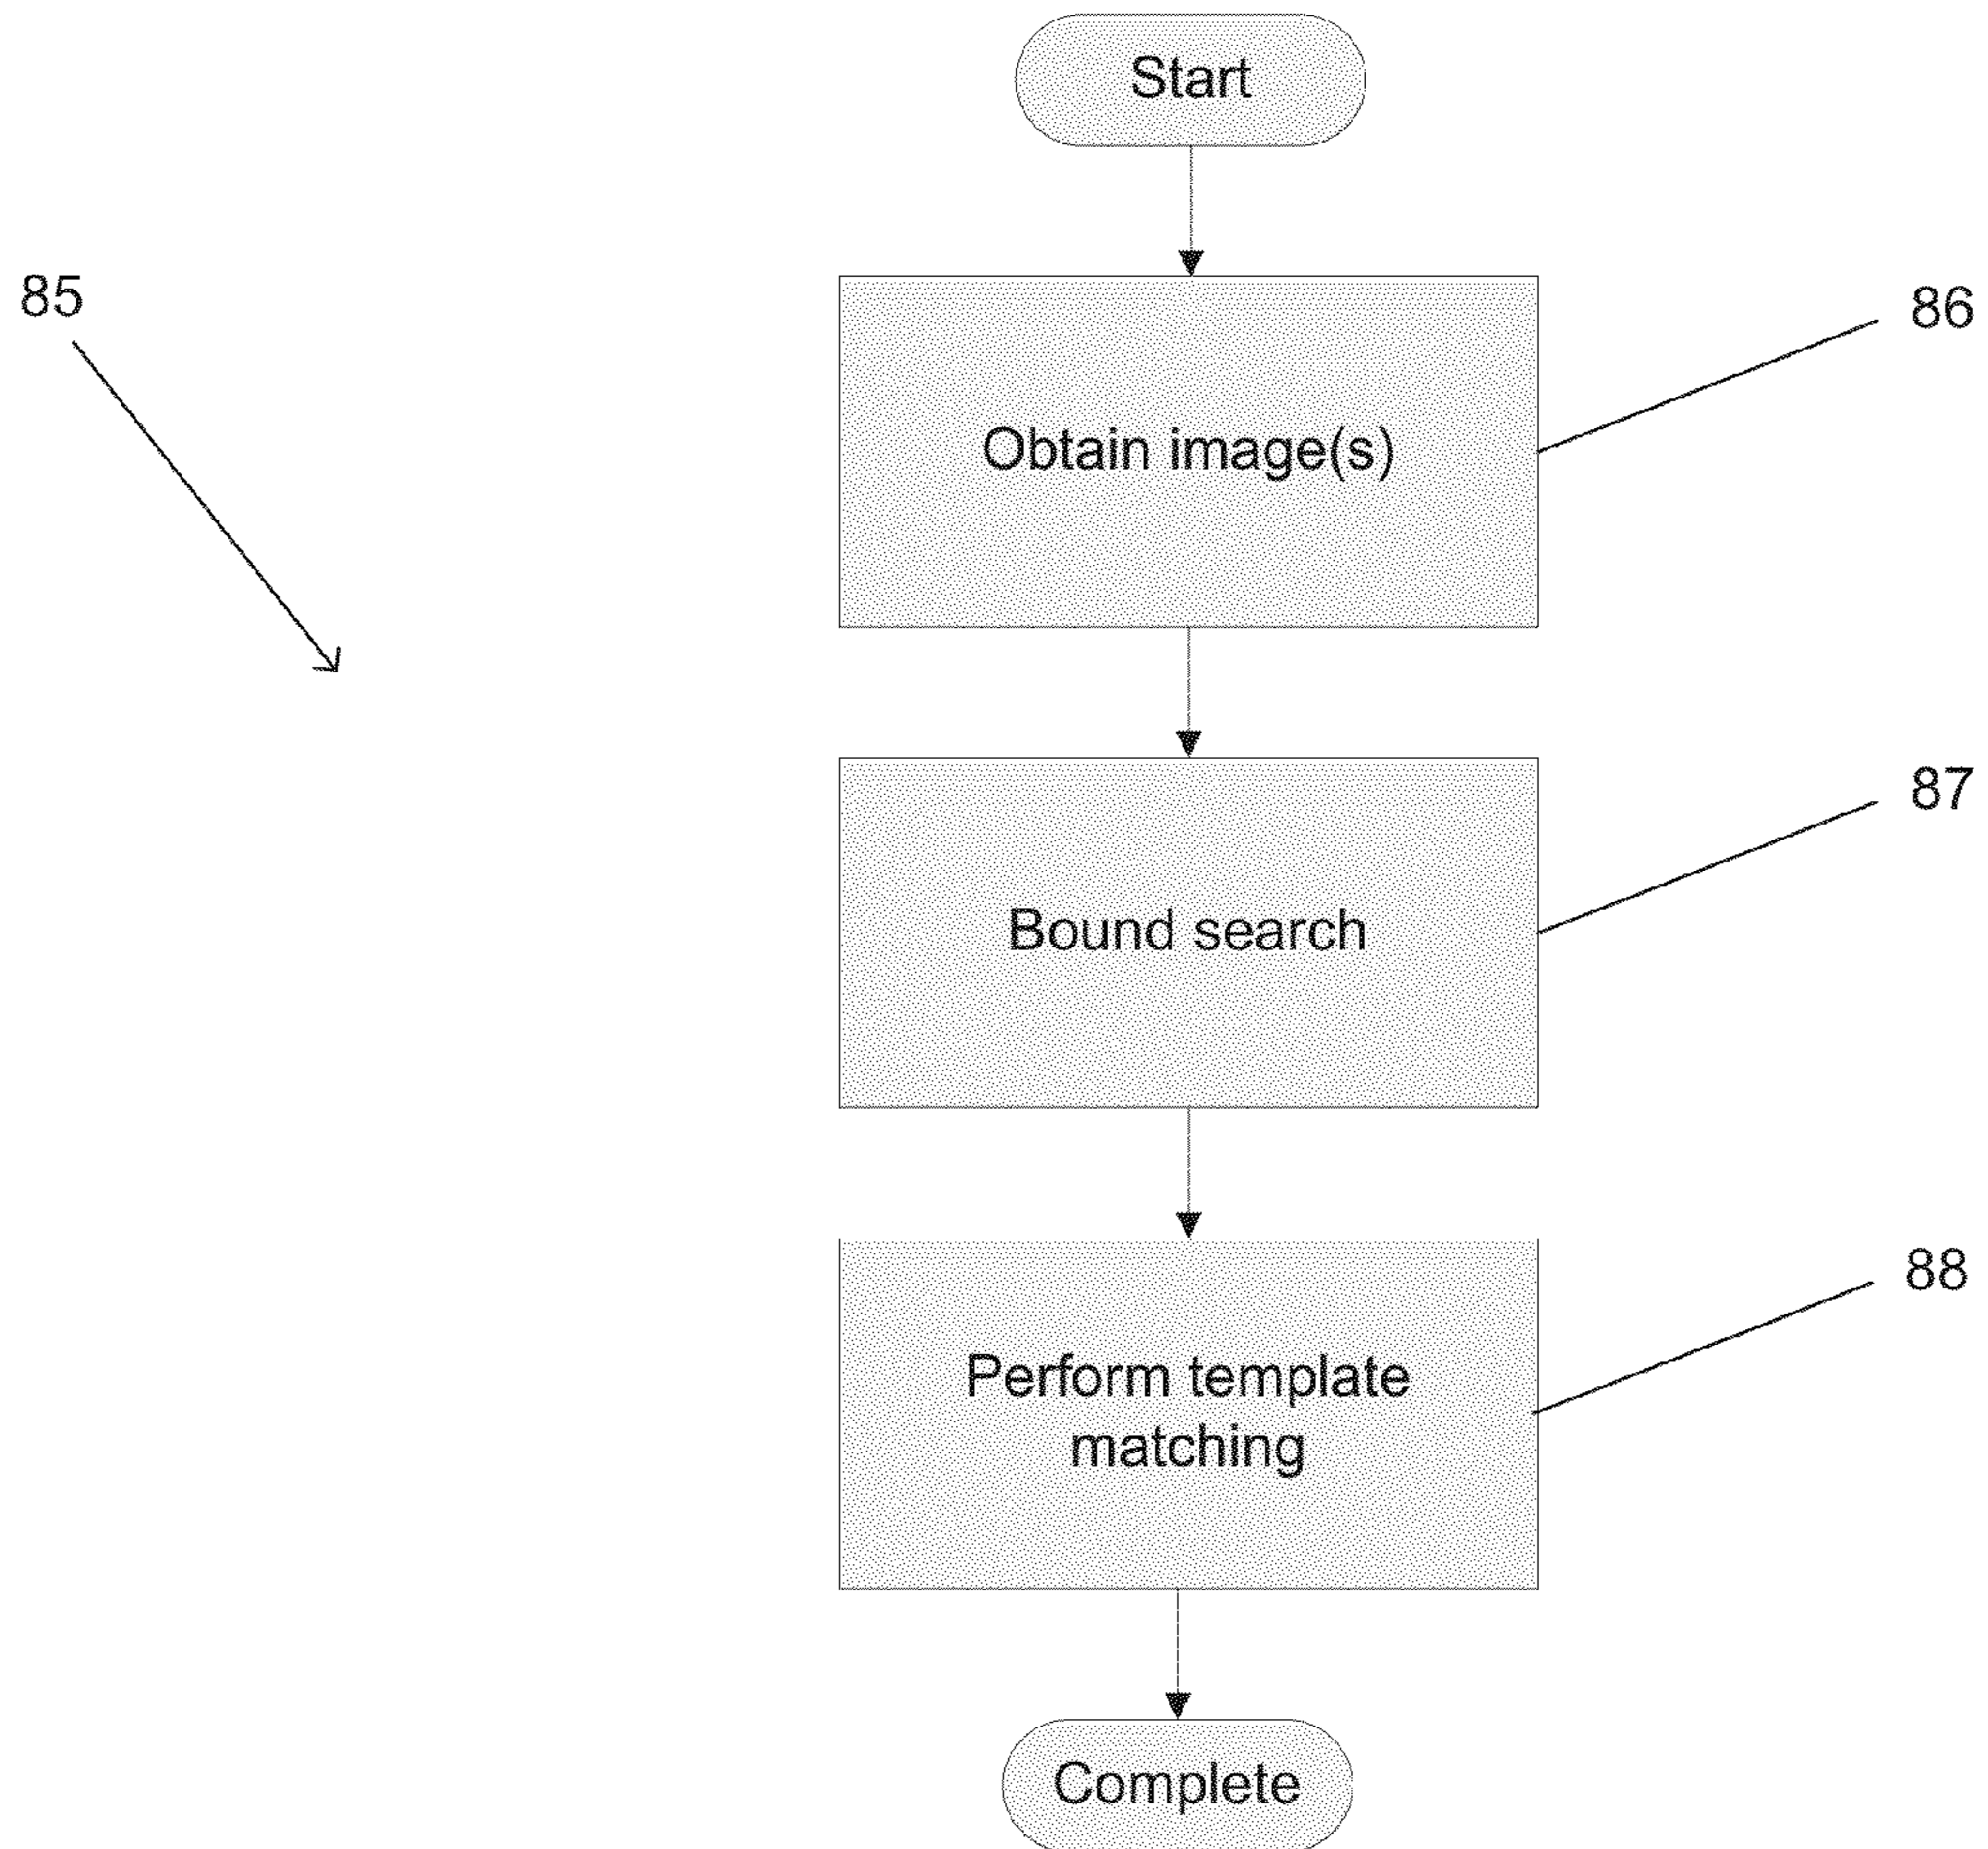 Start
85
86
Obtain image(s)
87
Bound search
88
Perform template
matching
Complete